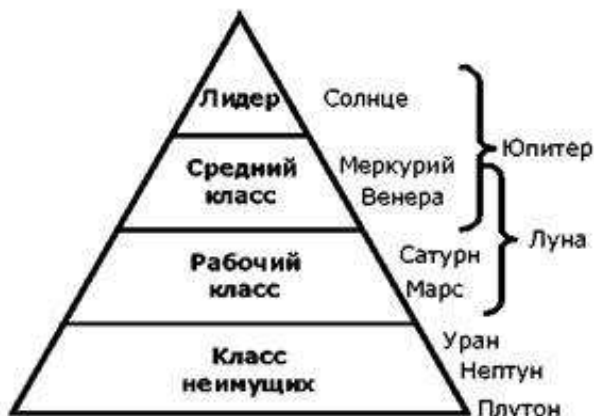 Лидер
Солнце
Средний
класс
Меркурий
Венера
Юпитер
Рабочий
класс
Сатурн
Марс
Луна
Класс
неимущих
Уран
Нептун
Плутон